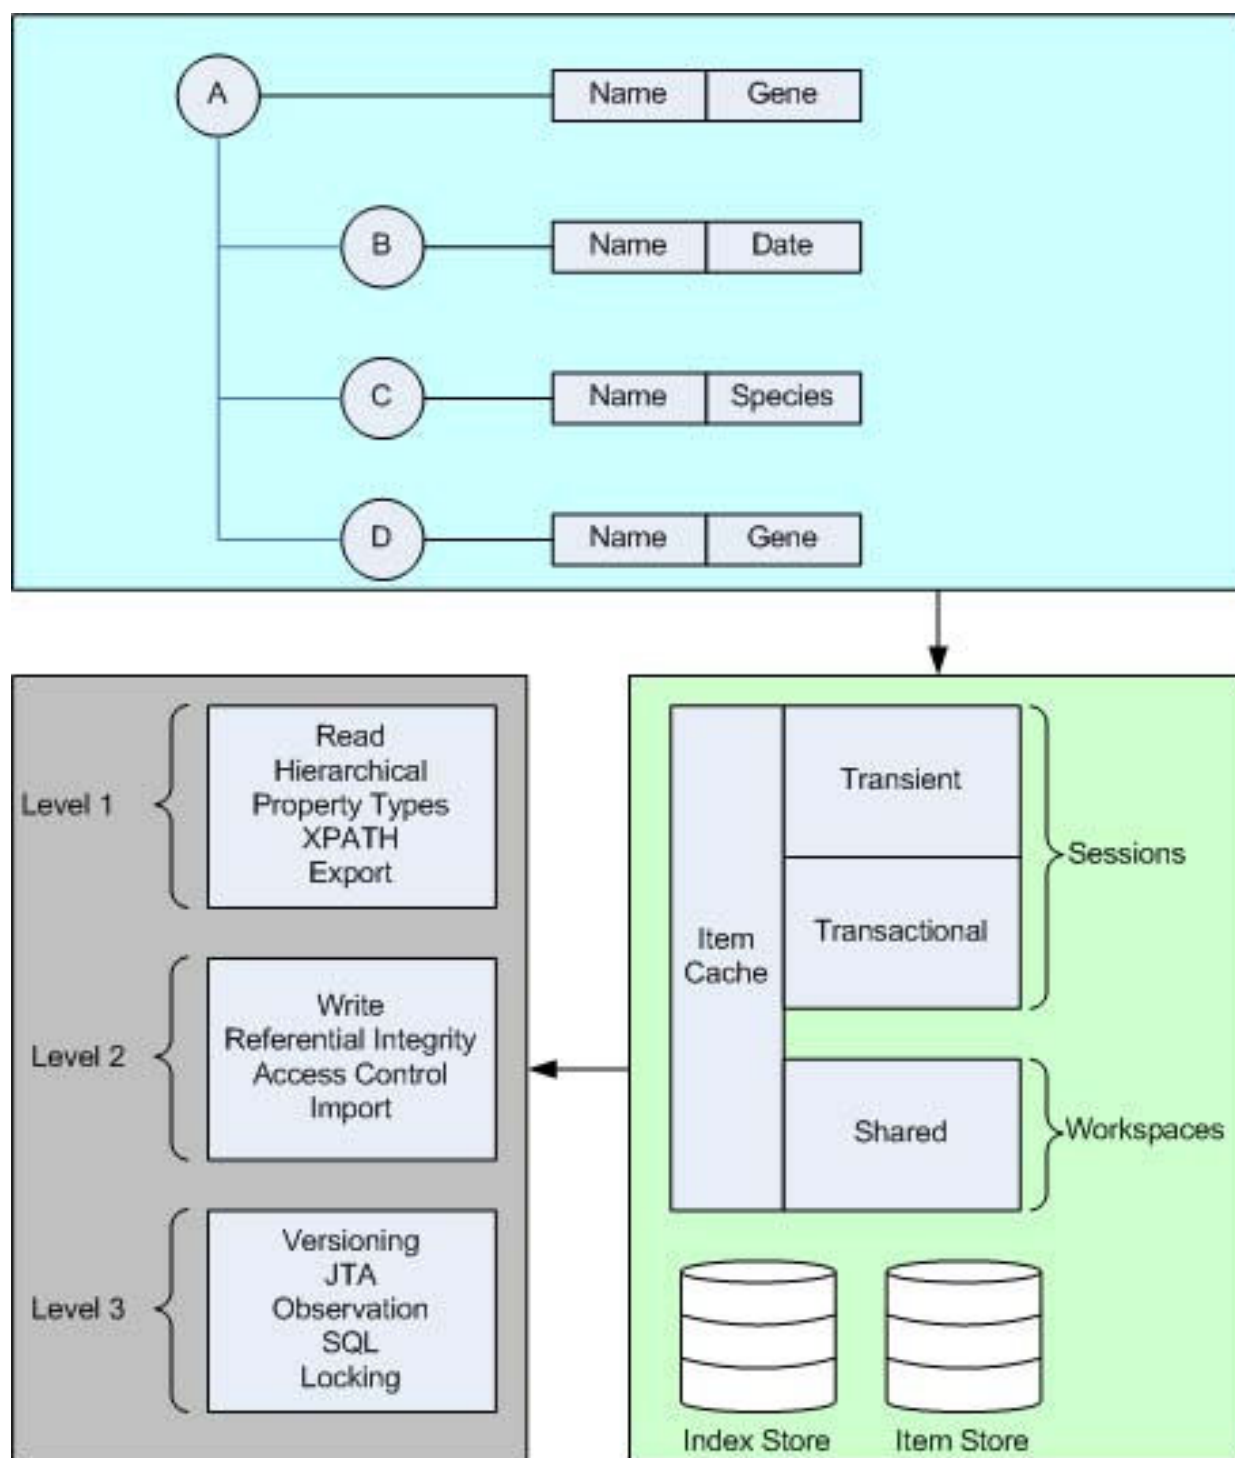 A
Name
Gene
B
Name
Date
C
Name
Species
D
Name
Gene
Level 1
Read
Hierarchical
Property Types
XPATH
Export
Level 2
Write
Referential Integrity
Access Control
Import
Level 3
Versioning
JTA
Observation
SQL
Locking
Item
Cache
Transient
Transactional
Sessions
Shared
Workspaces
Index Store
Item Store